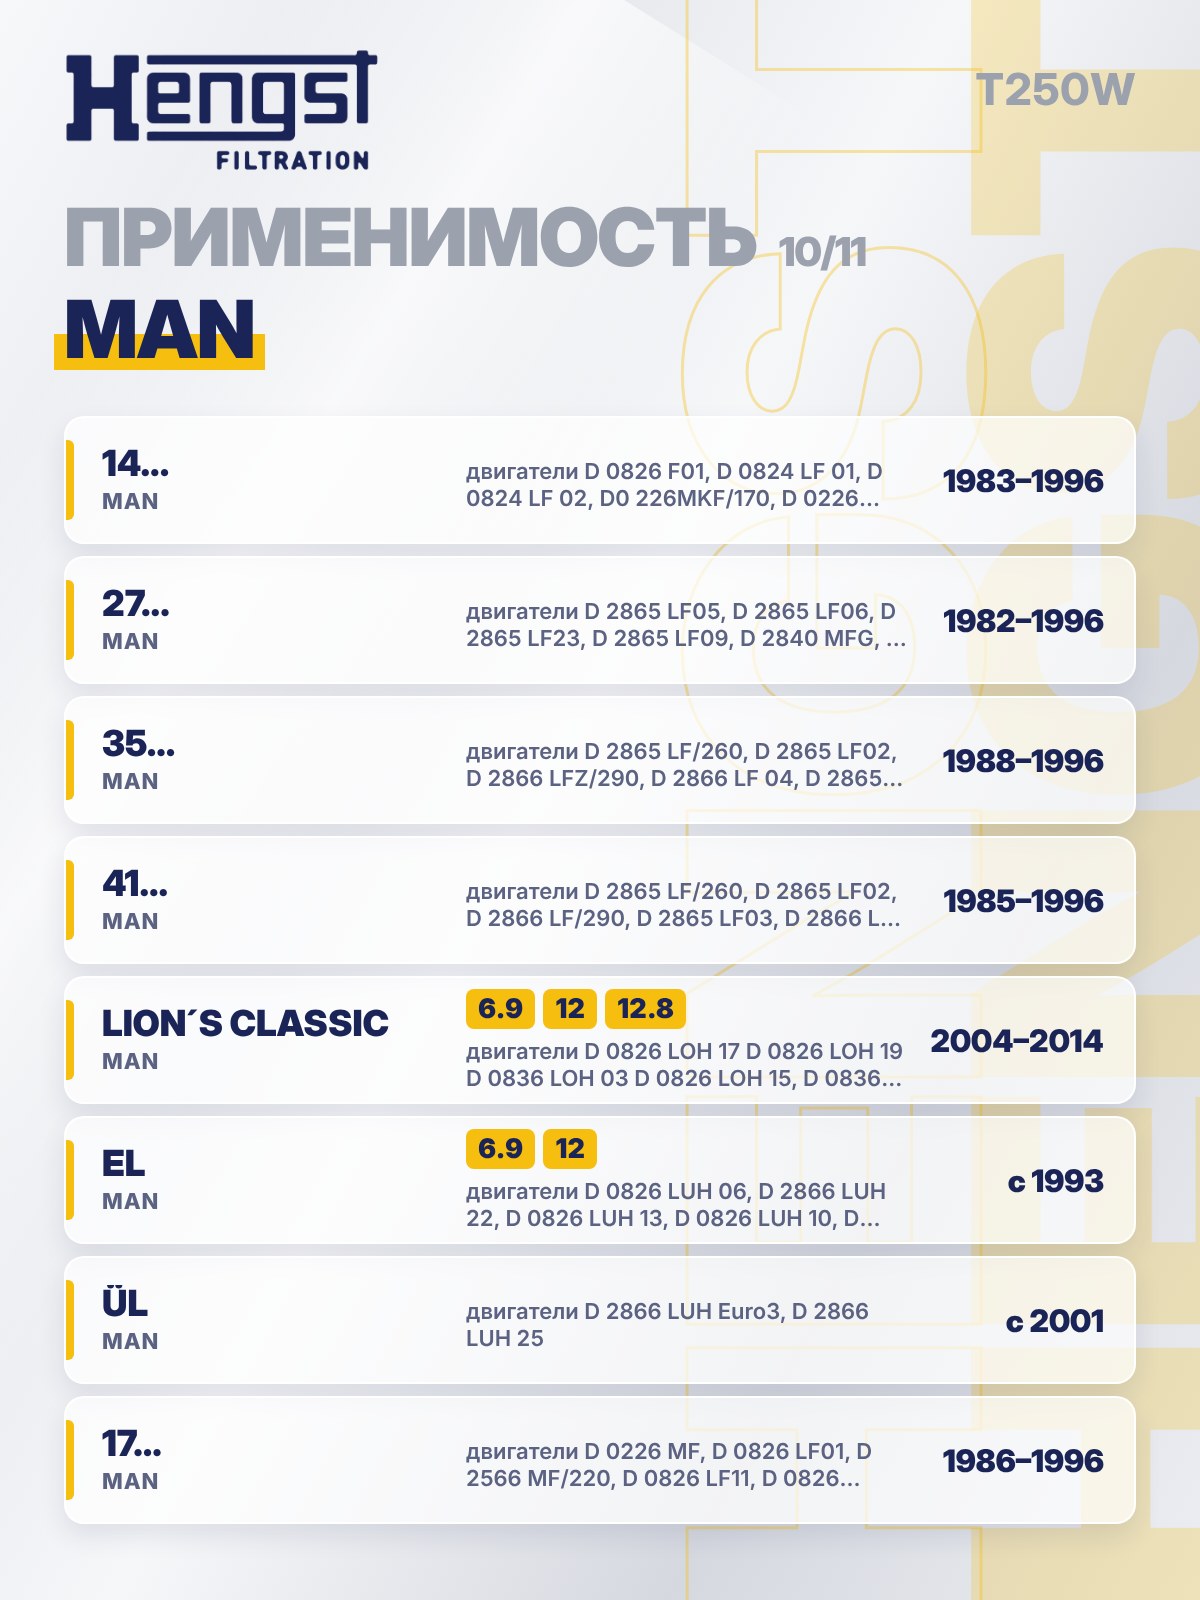 Hengst
FILTRATION
T250W
ПРИМЕНИМОСТЬ 10/11
MAN
14...
MAN
двигатели D 0826 F01, D 0824 LF 01, D
0824 LF 02, D0 226MKF/170, D 0226...
1983–1996
27...
MAN
двигатели D 2865 LF05, D 2865 LF06, D
2865 LF23, D 2865 LF09, D 2840 MFG, ...
1982–1996
35...
MAN
двигатели D 2865 LF/260, D 2865 LF02,
D 2866 LFZ/290, D 2866 LF 04, D 2865...
1988–1996
41...
MAN
двигатели D 2865 LF/260, D 2865 LF02,
D 2866 LF/290, D 2865 LF03, D 2866 L...
1985–1996
LION´S CLASSIC
MAN
6.9 12 12.8
двигатели D 0826 LOH 17 D 0826 LOH 19
D 0836 LOH 03 D 0826 LOH 15, D 0836...
2004–2014
EL
MAN
6.9 12
двигатели D 0826 LUH 06, D 2866 LUH
22, D 0826 LUH 13, D 0826 LUH 10, D...
с 1993
ÜL
MAN
двигатели D 2866 LUH Euro3, D 2866
LUH 25
с 2001
17...
MAN
двигатели D 0226 MF, D 0826 LF01, D
2566 MF/220, D 0826 LF11, D 0826...
1986–1996
HENGST
HENGST